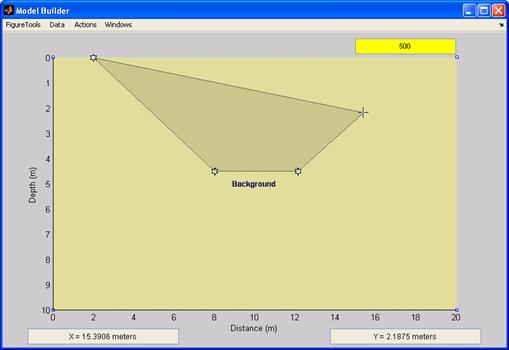 Model Builder
FigureTools Data Actions Windows
500
0
1
2
3
4
5
6
7
8
9
10
Depth (m)
Background
0 2 4 6 8 10 12 14 16 18 20
Distance (m)
X = 15.3906 meters
Y = 2.1875 meters